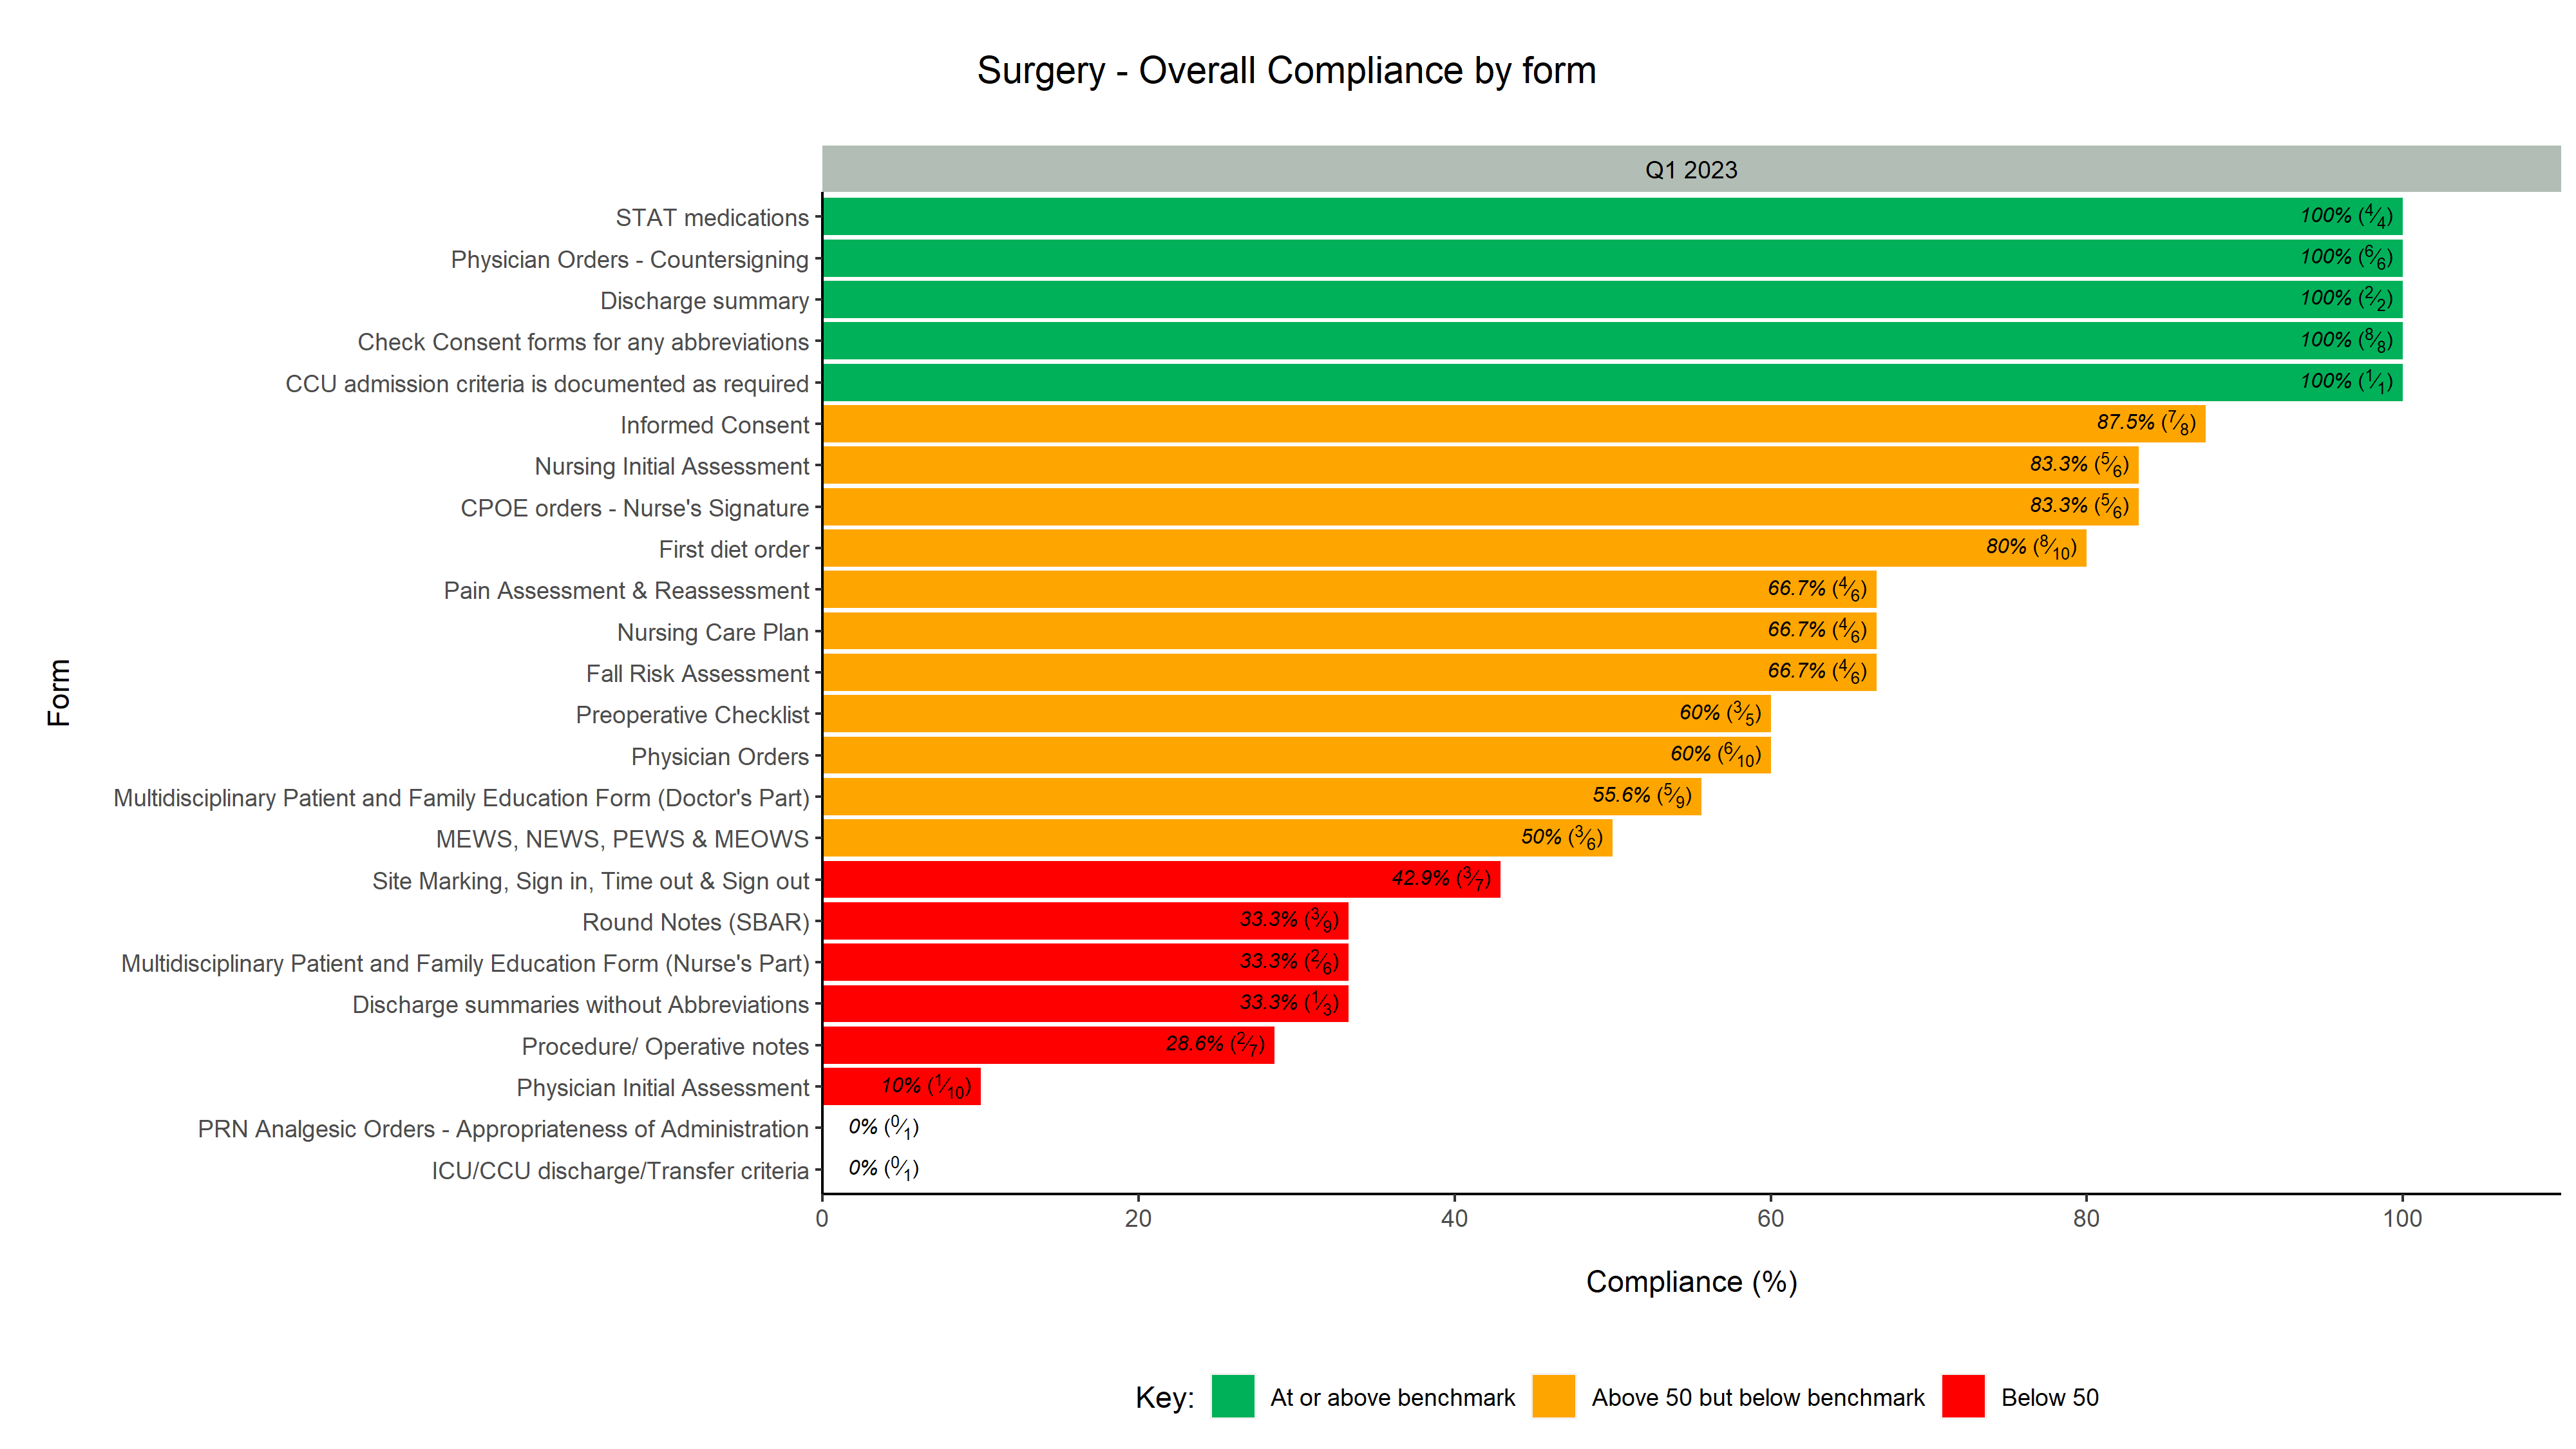 Surgery - Overall Compliance by form
Q1 2023
Form
STAT medications 100% (4⁄4)
Physician Orders - Countersigning 100% (6⁄6)
Discharge summary 100% (2⁄2)
Check Consent forms for any abbreviations 100% (8⁄8)
CCU admission criteria is documented as required 100% (1⁄1)
Informed Consent 87.5% (7⁄8)
Nursing Initial Assessment 83.3% (5⁄6)
CPOE orders - Nurse's Signature 83.3% (5⁄6)
First diet order 80% (8⁄10)
Pain Assessment & Reassessment 66.7% (4⁄6)
Nursing Care Plan 66.7% (4⁄6)
Fall Risk Assessment 66.7% (4⁄6)
Preoperative Checklist 60% (3⁄5)
Physician Orders 60% (6⁄10)
Multidisciplinary Patient and Family Education Form (Doctor's Part) 55.6% (5⁄9)
MEWS, NEWS, PEWS & MEOWS 50% (3⁄6)
Site Marking, Sign in, Time out & Sign out 42.9% (3⁄7)
Round Notes (SBAR) 33.3% (3⁄9)
Multidisciplinary Patient and Family Education Form (Nurse's Part) 33.3% (2⁄6)
Discharge summaries without Abbreviations 33.3% (1⁄3)
Procedure/ Operative notes 28.6% (2⁄7)
Physician Initial Assessment 10% (1⁄10)
PRN Analgesic Orders - Appropriateness of Administration 0% (0⁄1)
ICU/CCU discharge/Transfer criteria 0% (0⁄1)
0 20 40 60 80 100
Compliance (%)
Key: At or above benchmark Above 50 but below benchmark Below 50